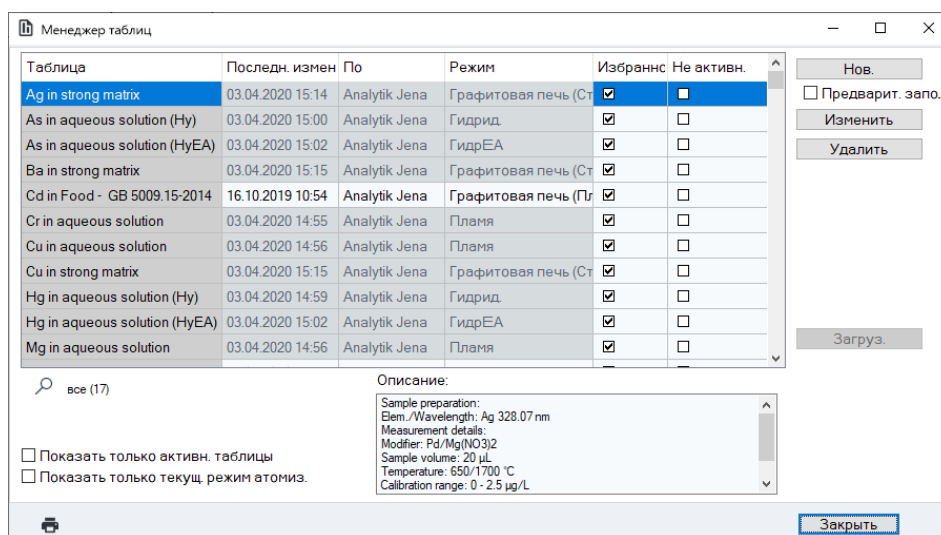 Менеджер таблиц
Таблица Последн. измен По Режим Избранно Не активн.
Ag in strong matrix 03.04.2020 15:14 Analytik Jena Графитовая печь (Ст
As in aqueous solution (Hy) 03.04.2020 15:00 Analytik Jena Гидрид.
As in aqueous solution (HyEA) 03.04.2020 15:02 Analytik Jena ГидрЕА
Ba in strong matrix 03.04.2020 15:15 Analytik Jena Графитовая печь (Ст
Cd in Food - GB 5009.15-2014 16.10.2019 10:54 Analytik Jena Графитовая печь (Пл
Cr in aqueous solution 03.04.2020 14:55 Analytik Jena Пламя
Cu in aqueous solution 03.04.2020 14:56 Analytik Jena Пламя
Cu in strong matrix 03.04.2020 15:15 Analytik Jena Графитовая печь (Ст
Hg in aqueous solution (Hy) 03.04.2020 14:59 Analytik Jena Гидрид.
Hg in aqueous solution (HyEA) 03.04.2020 15:02 Analytik Jena ГидрЕА
Mg in aqueous solution 03.04.2020 14:56 Analytik Jena Пламя
Нов.
Предварит. запо.
Изменить
Удалить
Загруз.
все (17)
Показать только активн. таблицы
Показать только текущ. режим атомиз.
Описание:
Sample preparation:
Elem./Wavelength: Ag 328.07 nm
Measurement details:
Modifier: Pd/Mg(NO3)2
Sample volume: 20 µL
Temperature: 650/1700 °C
Calibration range: 0 - 2.5 µg/L
Закрыть